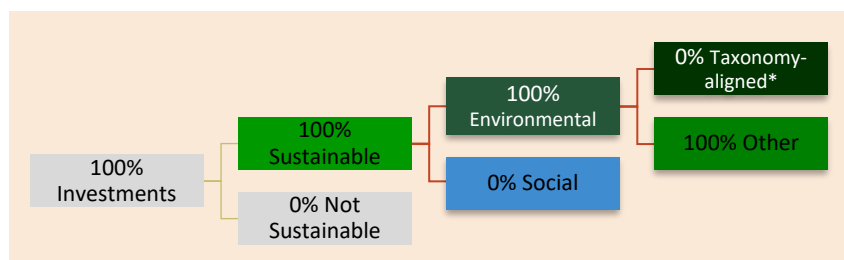 100%
Investments
100%
Sustainable
0% Not
Sustainable
100%
Environmental
0% Social
0% Taxonomy-
aligned*
100% Other